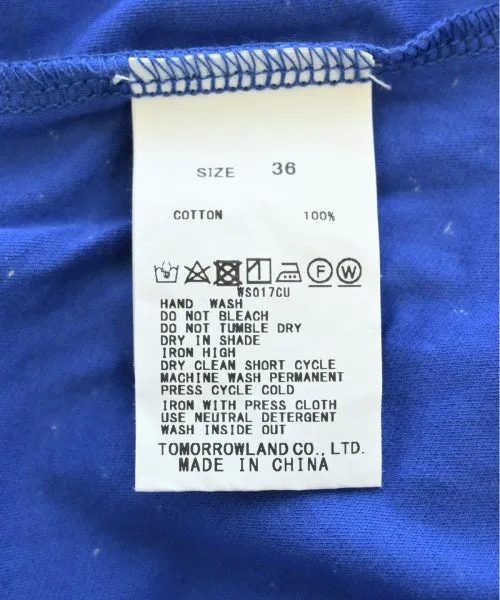 SIZE 36
COTTON 100%
F W
WS017CU
HAND WASH
DO NOT BLEACH
DO NOT TUMBLE DRY
DRY IN SHADE
IRON HIGH
DRY CLEAN SHORT CYCLE
MACHINE WASH PERMANENT
PRESS CYCLE COLD
IRON WITH PRESS CLOTH
USE NEUTRAL DETERGENT
WASH INSIDE OUT
TOMORROWLAND CO., LTD.
MADE IN CHINA